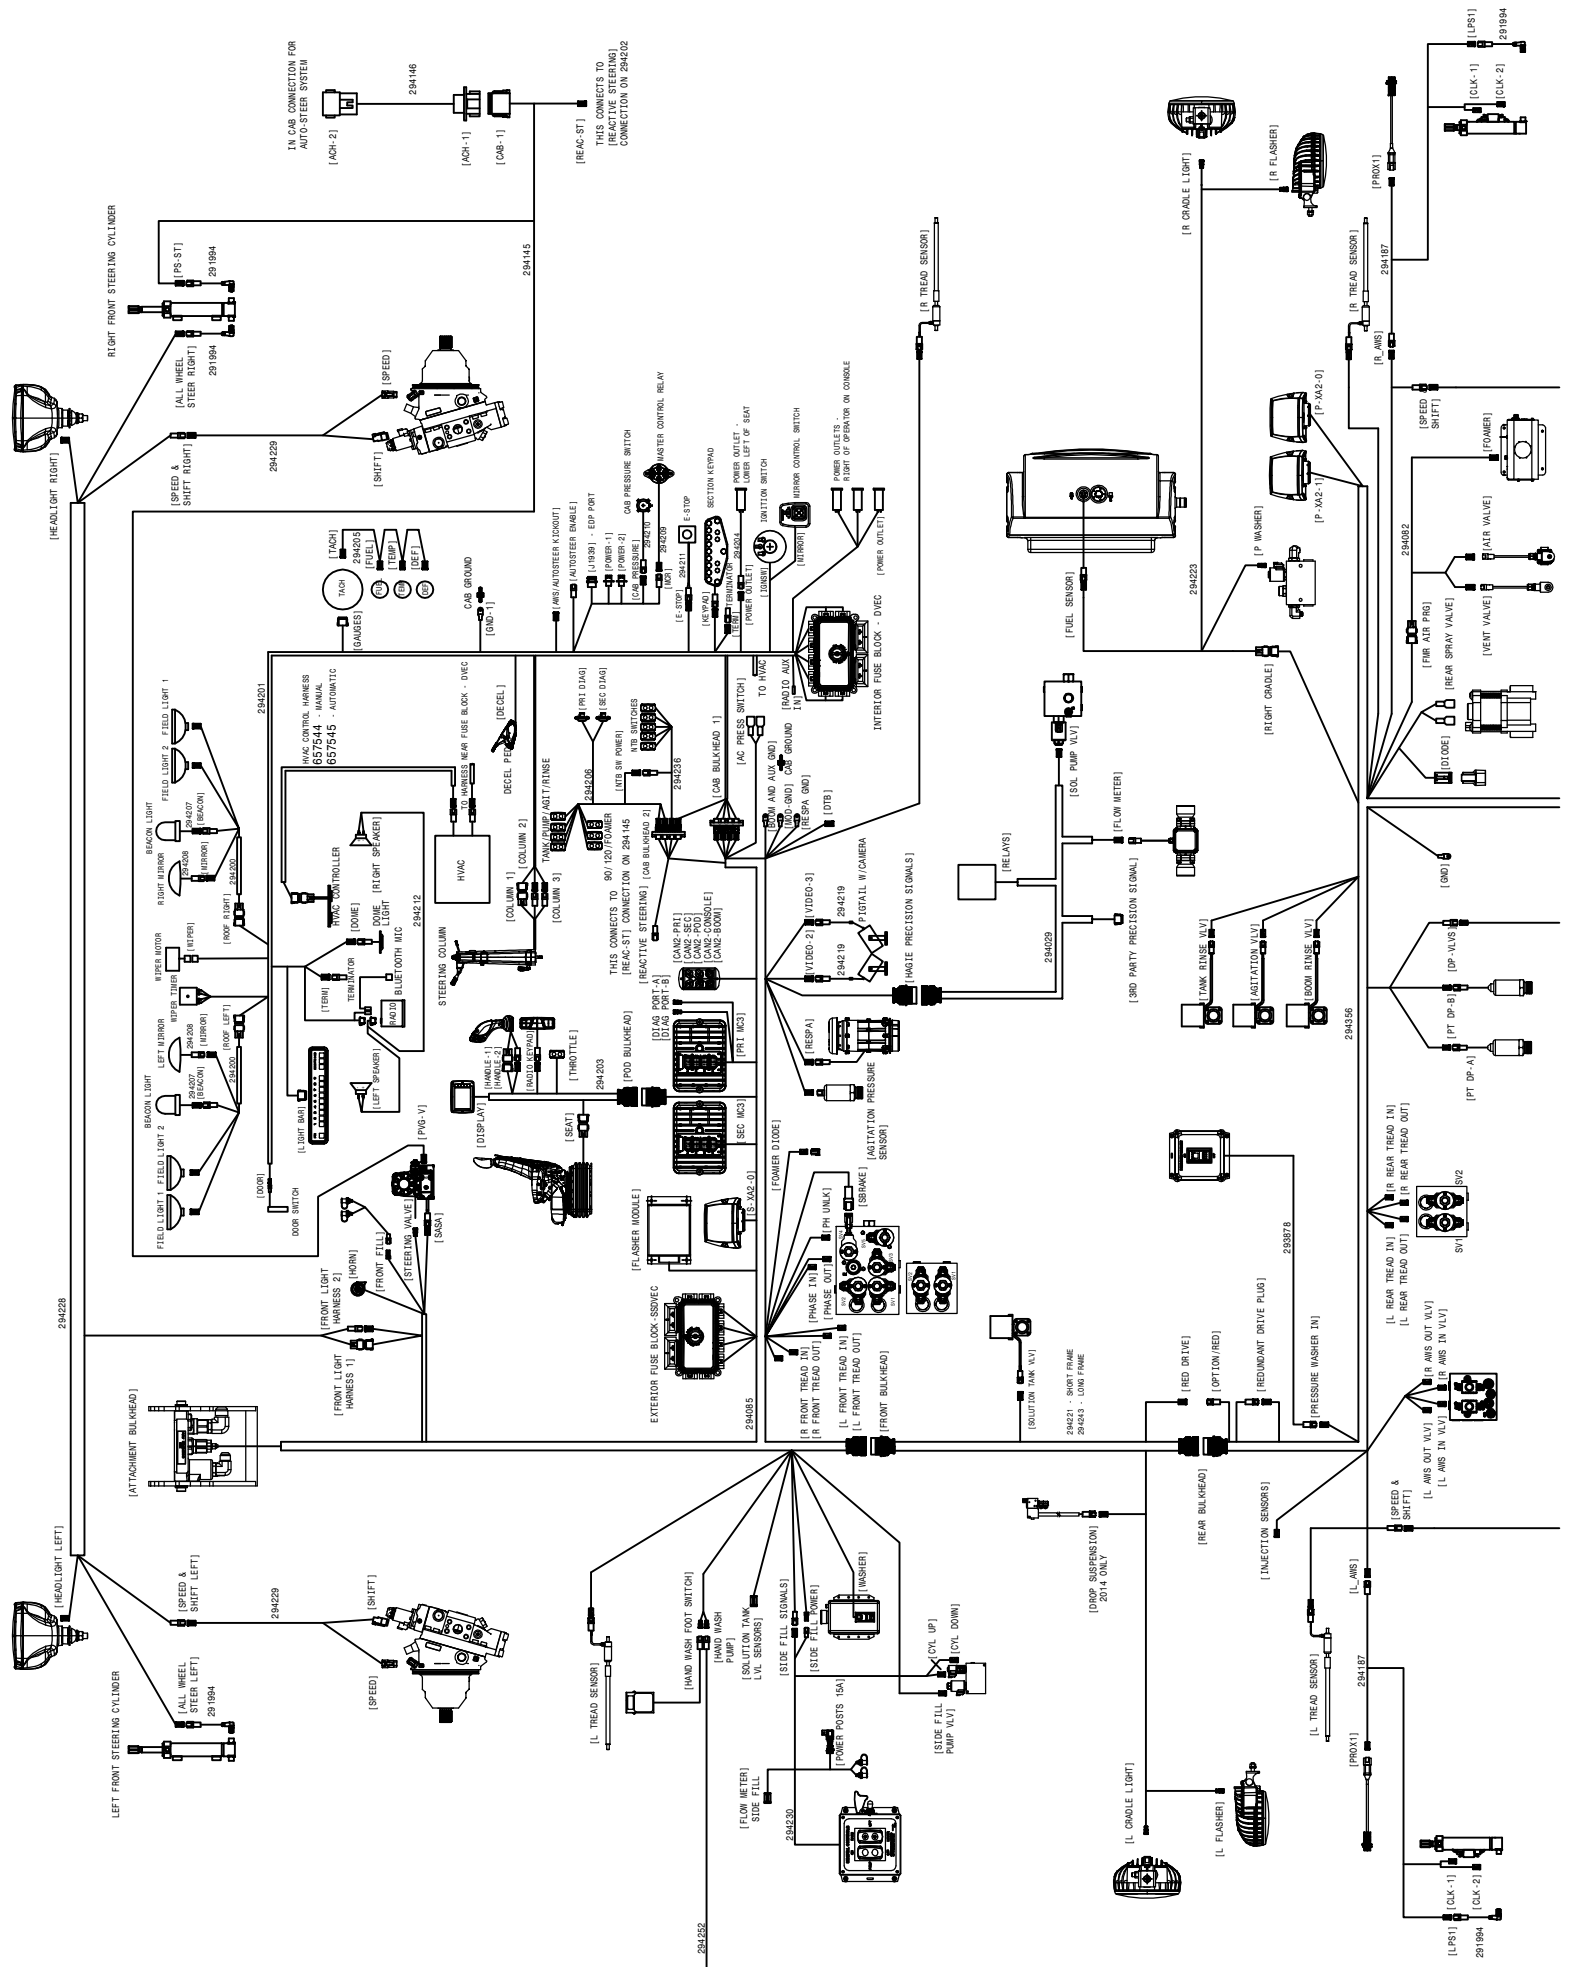 IN CAB CONNECTION FOR
AUTO-STEER SYSTEM
[ACH-2]
294146
[ACH-1]
[CAB-1]
[REAC-ST]
THIS CONNECTS TO
[REACTIVE STEERING]
CONNECTION ON 294202
RIGHT FRONT STEERING CYLINDER
[PS-ST]
291994
[ALL WHEEL
STEER RIGHT]
291994
294145
[HEADLIGHT RIGHT]
[SPEED &
SHIFT RIGHT]
294229
[SPEED]
[SHIFT]
[TACH]
294205
[FUEL]
[TEMP]
[DEF]
TACH
FUEL
TEMP
DEF
[GAUGES]
CAB GROUND
[GND-1]
[AWS/AUTOSTEER KICKOUT]
[AUTOSTEER ENABLE]
[J1939] - EDP PORT
[POWER-1]
[POWER-2]
[CAB PRESSURE]
CAB PRESSURE SWITCH
294210
294209
[MCR]
MASTER CONTROL RELAY
[E-STOP]
294211
E-STOP
[KEYPAD]
SECTION KEYPAD
[TERM]
TERMINATOR
294204
[POWER OUTLET]
POWER OUTLET -
LOWER LEFT OF SEAT
[IGNSW]
IGNITION SWITCH
[MIRROR]
MIRROR CONTROL SWITCH
POWER OUTLETS -
RIGHT OF OPERATOR ON CONSOLE
[POWER OUTLET]
INTERIOR FUSE BLOCK - DVEC
[RADIO AUX
IN]
TO HVAC
[AC PRESS SWITCH]
[R TREAD SENSOR]
294201
HVAC CONTROL HARNESS
657544 - MANUAL
657545 - AUTOMATIC
TO HARNESS NEAR FUSE BLOCK - DVEC
HVAC
HVAC CONTROLLER
FIELD LIGHT 1
FIELD LIGHT 2
BEACON LIGHT
294207
[BEACON]
RIGHT MIRROR
294208
[MIRROR]
294200
[ROOF RIGHT]
WIPER MOTOR
[WIPER]
WIPER TIMER
[ROOF LEFT]
LEFT MIRROR
294208
[MIRROR]
294200
BEACON LIGHT
294207
[BEACON]
FIELD LIGHT 2
FIELD LIGHT 1
[DOOR]
DOOR SWITCH
[RIGHT SPEAKER]
[DOME]
DOME
LIGHT
294212
[TERM]
TERMINATOR
BLUETOOTH MIC
RADIO
[LEFT SPEAKER]
[LIGHT BAR]
[DECEL]
DECEL PED
[PRI DIAG]
[SEC DIAG]
294206
NTB SWITCHES
[NTB SW POWER]
294236
[COLUMN 2]
[COLUMN 1]
[COLUMN 3]
TANK/PUMP/AGIT/RINSE
90/120/FOAMER
STEERING COLUMN
[CAB BULKHEAD 1]
[CAB BULKHEAD 2]
THIS CONNECTS TO
[REAC-ST] CONNECTION ON 294145
[REACTIVE STEERING]
[BOOM AND AUX GND]
[MOD-GND]
CAB GROUND
[RESPA GND]
[DTB]
[CAN2-PRI]
[CAN2-SEC]
[CAN2-POD]
[CAN2-CONSOLE]
[CAN2-BOOM]
[DIAG PORT-A]
[DIAG PORT-B]
[PRI MC3]
[SEC MC3]
[POD BULKHEAD]
294203
[THROTTLE]
[RADIO KEYPAD]
[HANDLE-1]
[HANDLE-2]
[DISPLAY]
[SEAT]
[PVG-V]
[SASA]
[STEERING VALVE]
[FRONT FILL]
[HORN]
[FRONT LIGHT
HARNESS 2]
[FRONT LIGHT
HARNESS 1]
294228
[ATTACHMENT BULKHEAD]
[VIDEO-3]
[VIDEO-2]
294219
294219
PIGTAIL W/CAMERA
[HAGIE PRECISION SIGNALS]
[RESPA]
[AGITATION PRESSURE
SENSOR]
[FOAMER DIODE]
[SBRAKE]
[PH UNLK]
[PHASE IN]
[PHASE OUT]
SV2
SV1
SV3
SV2
SV1
[S-XA2-0]
[FLASHER MODULE]
EXTERIOR FUSE BLOCK-SSDVEC
294085
[R FRONT TREAD IN]
[R FRONT TREAD OUT]
[L FRONT TREAD IN]
[L FRONT TREAD OUT]
[FRONT BULKHEAD]
[RELAYS]
294029
[SOL PUMP VLV]
[FLOW METER]
[3RD PARTY PRECISION SIGNAL]
[FUEL SENSOR]
294223
[R CRADLE LIGHT]
[R FLASHER]
[P WASHER]
[RIGHT CRADLE]
[P-XA2-0]
[P-XA2-1]
[R TREAD SENSOR]
[R_AWS]
294187
[PROX1]
[LPS1]
291994
[CLK-1]
[CLK-2]
[SPEED
SHIFT]
[FOAMER]
294082
[AIR VALVE]
[VENT VALVE]
[FMR AIR PRG]
[REAR SPRAY VALVE]
[DIODE]
[GND]
[TANK RINSE VLV]
[AGITATION VLV]
[BOOM RINSE VLV]
294356
[DP-VLVS]
[PT DP-B]
[PT DP-A]
293878
[R REAR TREAD IN]
[R REAR TREAD OUT]
[L REAR TREAD IN]
[L REAR TREAD OUT]
SV2
SV1
[SOLUTION TANK VLV]
294221 - SHORT FRAME
294243 - LONG FRAME
[RED DRIVE]
[OPTION/RED]
[REDUNDANT DRIVE PLUG]
[PRESSURE WASHER IN]
[REAR BULKHEAD]
[R AWS OUT VLV]
[R AWS IN VLV]
[L AWS OUT VLV]
[L AWS IN VLV]
[INJECTION SENSORS]
[SPEED &
SHIFT]
[DROP SUSPENSION]
2014 ONLY
[L_AWS]
[L TREAD SENSOR]
294187
[PROX1]
[CLK-1]
[CLK-2]
[LPS1]
291994
[L CRADLE LIGHT]
[L FLASHER]
[HEADLIGHT LEFT]
[SPEED &
SHIFT LEFT]
294229
[SHIFT]
[SPEED]
[ALL WHEEL
STEER LEFT]
291994
LEFT FRONT STEERING CYLINDER
[L TREAD SENSOR]
[HAND WASH FOOT SWITCH]
[HAND WASH
PUMP]
[SOLUTION TANK
LVL SENSORS]
[SIDE FILL SIGNALS]
[SIDE FILL POWER]
[WASHER]
[CYL UP]
[CYL DOWN]
[SIDE FILL
PUMP VLV]
[POWER POSTS 15A]
[FLOW METER]
SIDE FILL
294230
294252